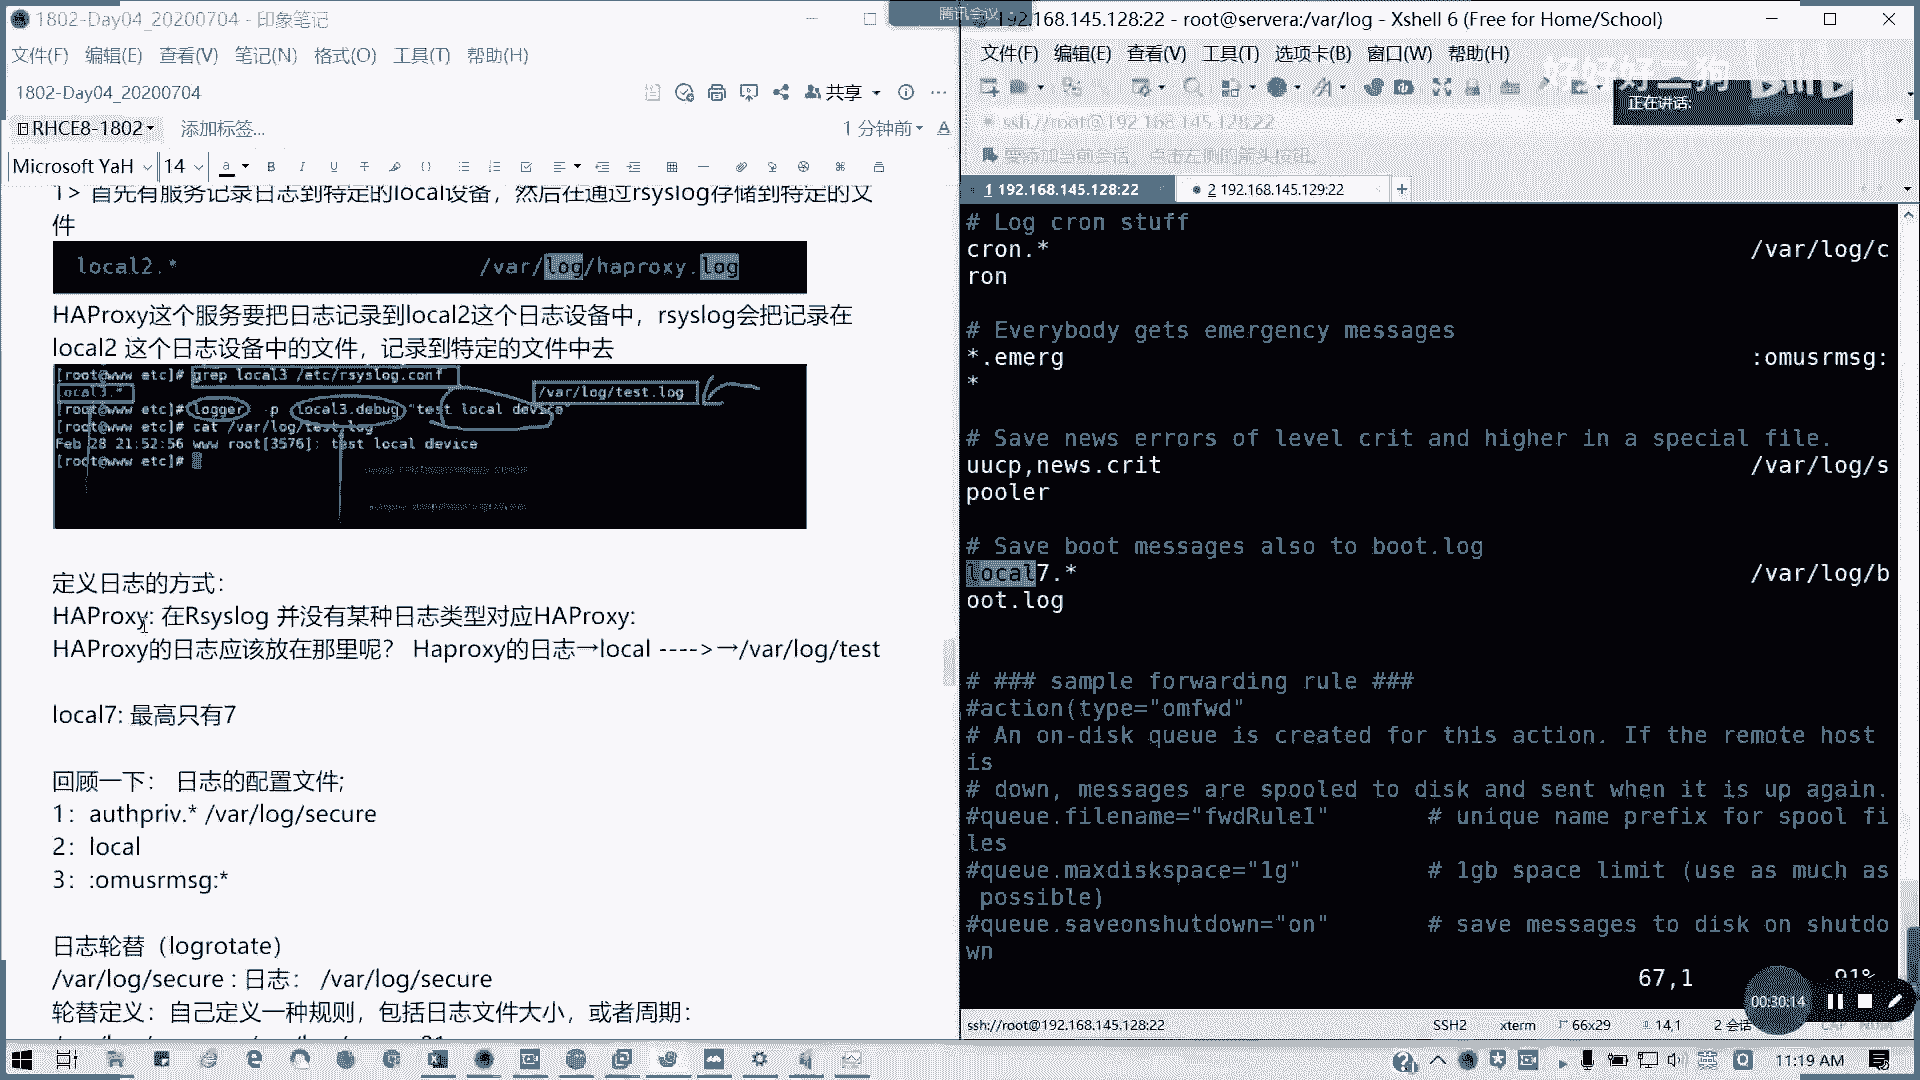 1802-Day04_20200704 - 印象笔记
文件(F) 编辑(E) 查看(V) 笔记(N) 格式(O) 工具(T) 帮助(H)
1802-Day04_20200704
共享
RHCE8-1802
添加标签...
1 分钟前
Microsoft YaH 14
1> 首先有服务记录日志到特定的local设备，然后在通过rsyslog存储到特定的文
件
local2.* /var/log/haproxy.log
HAProxy这个服务要把日志记录到local2这个日志设备中，rsyslog会把记录在
local2 这个日志设备中的文件，记录到特定的文件中去
[root@www etc]# grep local3 /etc/rsyslog.conf
local3.* /var/log/test.log
[root@www etc]# logger -p local3.debug "test local device"
[root@www etc]# cat /var/log/test.log
Feb 28 21:52:56 www root[3576]: test local device
[root@www etc]#
定义日志的方式：
HAProxy: 在Rsyslog 并没有某种日志类型对应HAProxy:
HAProxy的日志应该放在那里呢？ Haproxy的日志→local ---->→/var/log/test
local7: 最高只有7
回顾一下： 日志的配置文件;
1：authpriv.* /var/log/secure
2：local
3：:omusrmsg:*
日志轮替（logrotate）
/var/log/secure : 日志： /var/log/secure
轮替定义：自己定义一种规则，包括日志文件大小，或者周期：
腾讯会议
192.168.145.128:22 - root@servera:/var/log - Xshell 6 (Free for Home/School)
文件(F) 编辑(E) 查看(V) 工具(T) 选项卡(B) 窗口(W) 帮助(H)
好好好二狗
正在讲话:
ssh://root@192.168.145.128:22
要添加当前会话，点击左侧的箭头按钮。
1 192.168.145.128:22
2 192.168.145.129:22
# Log cron stuff
cron.* /var/log/c
ron
# Everybody gets emergency messages
*.emerg :omusrmsg:
*
# Save news errors of level crit and higher in a special file.
uucp,news.crit /var/log/s
pooler
# Save boot messages also to boot.log
local7.* /var/log/b
oot.log
# ### sample forwarding rule ###
#action(type="omfwd"
# An on-disk queue is created for this action. If the remote host
is
# down, messages are spooled to disk and sent when it is up again.
#queue.filename="fwdRule1" # unique name prefix for spool fi
les
#queue.maxdiskspace="1g" # 1gb space limit (use as much as
possible)
#queue.saveonshutdown="on" # save messages to disk on shutdo
wn
67,1 91%
00:30:14
ssh://root@192.168.145.128:22 SSH2 xterm 66x29 14,1 2 会话
英
11:19 AM